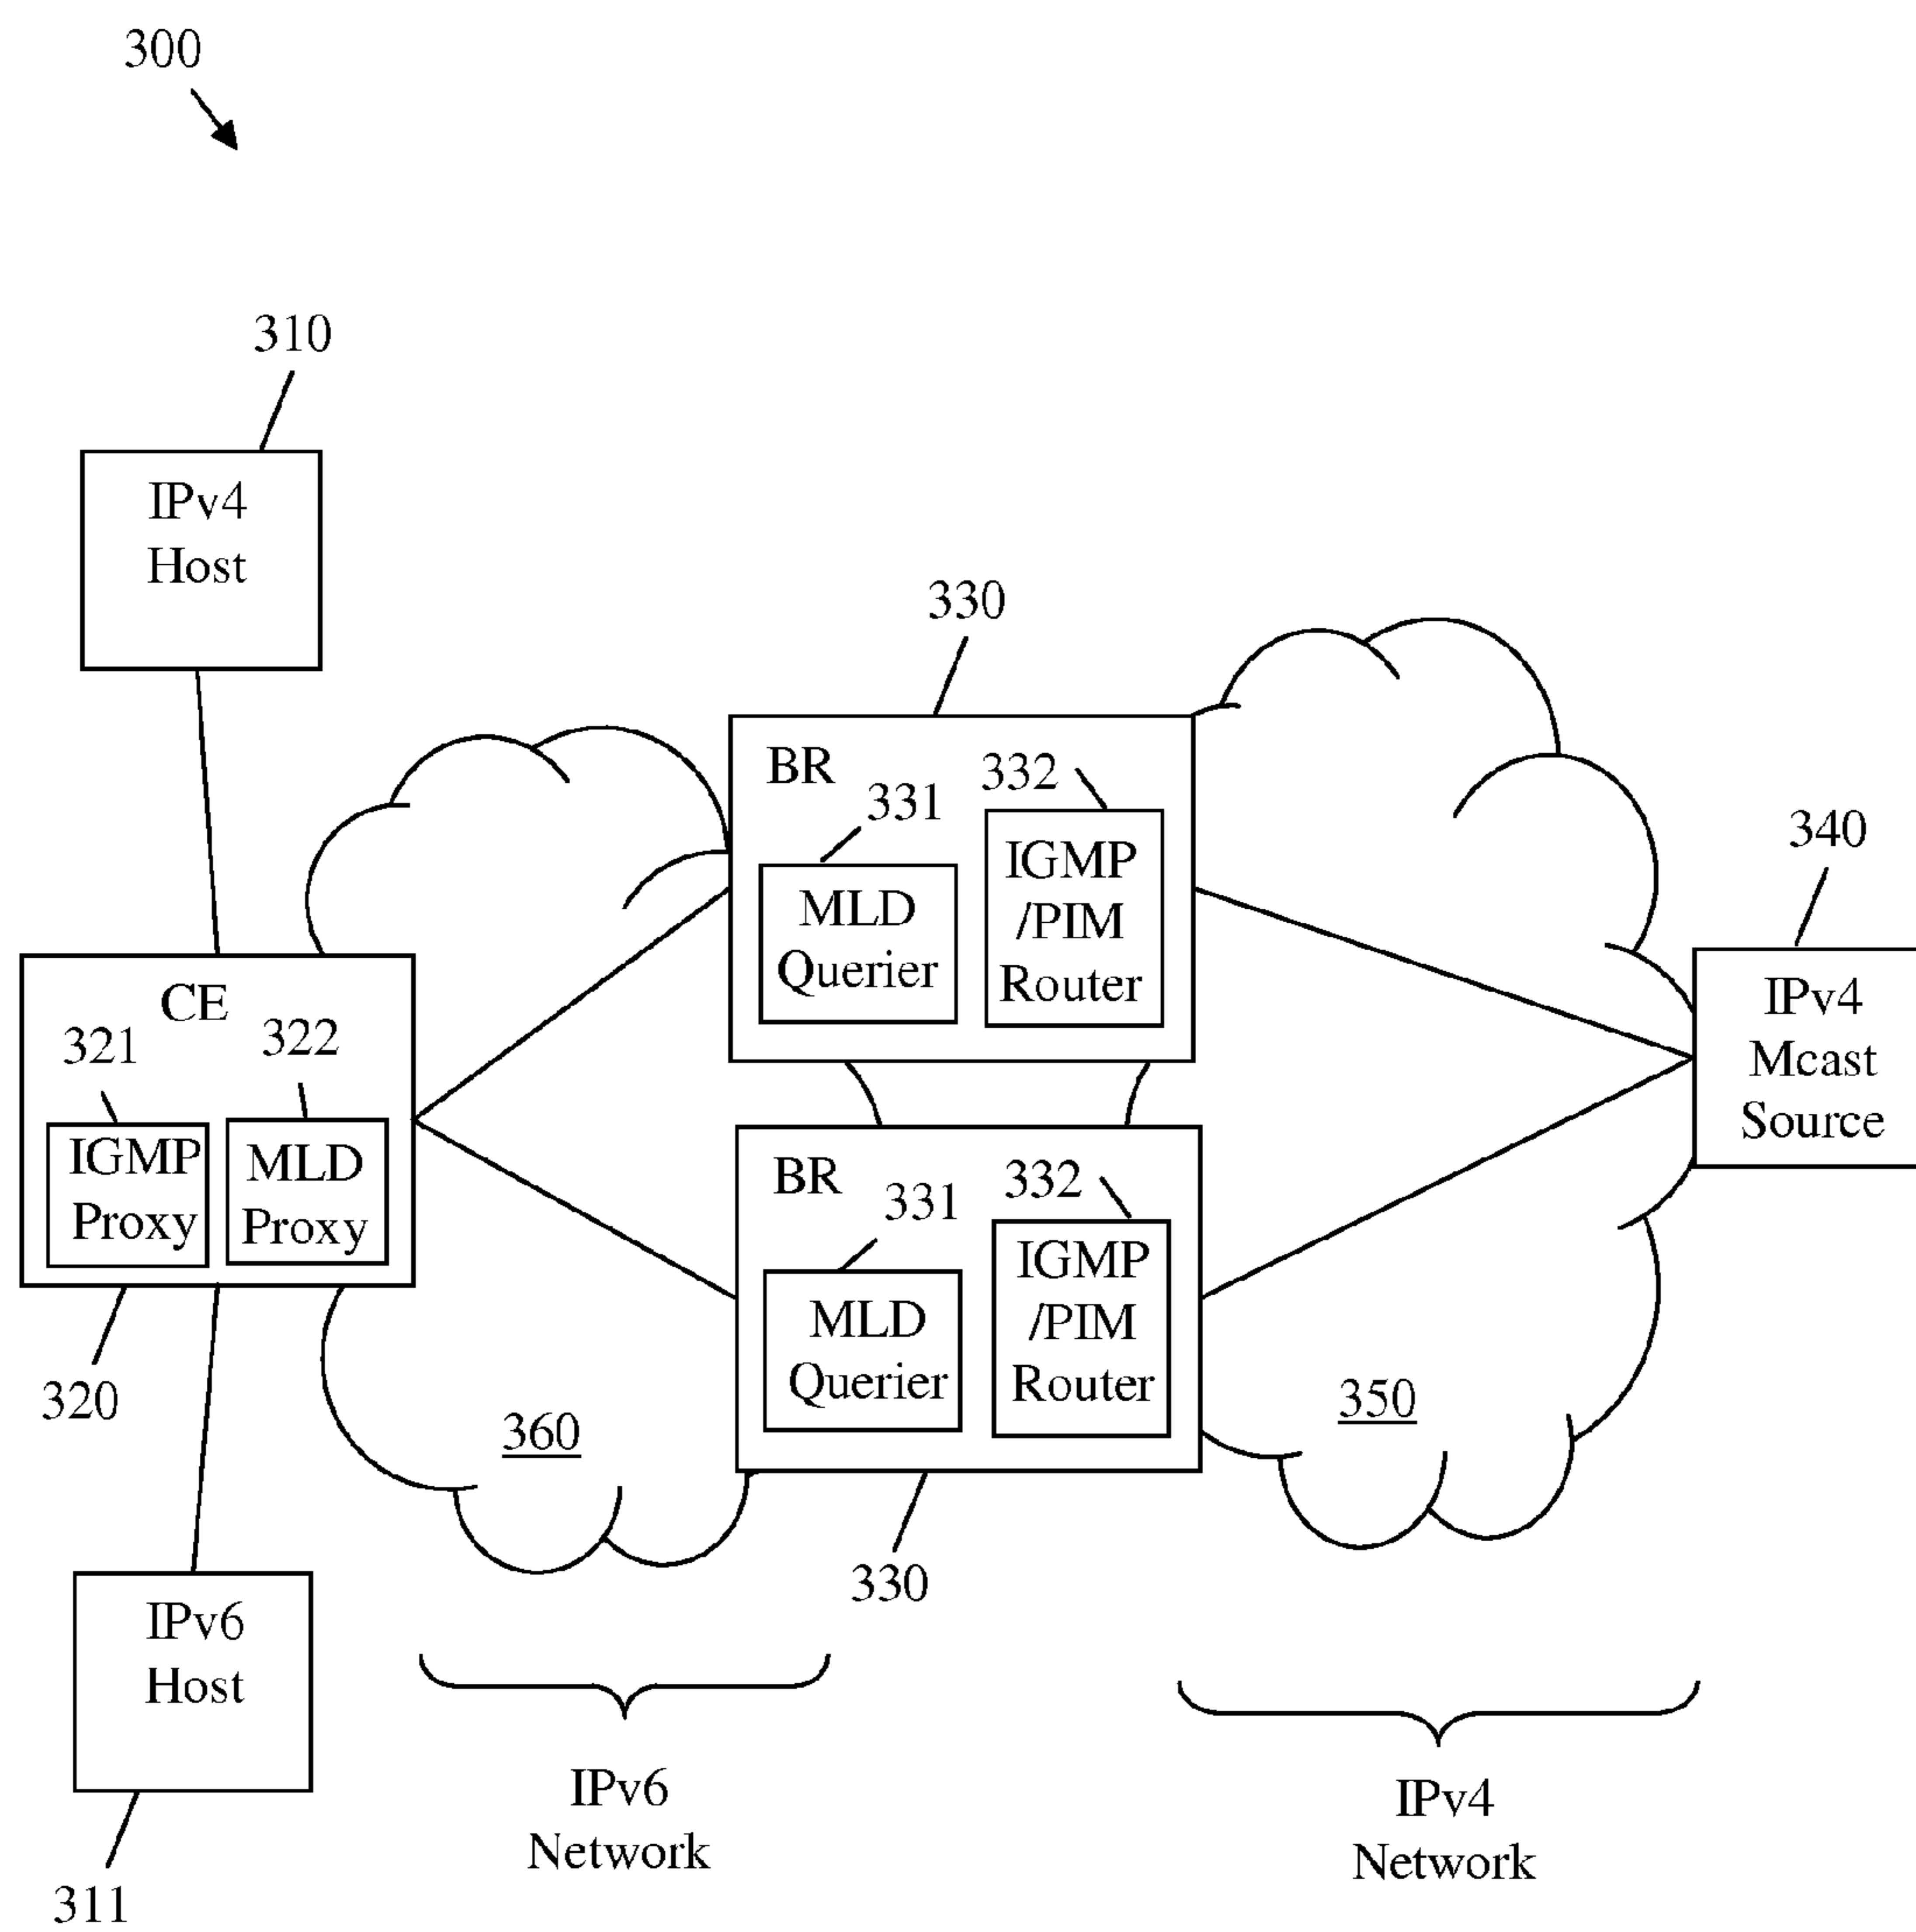 300
310
IPv4
Host
330
BR
332
331
IGMP
/PIM
Router
MLD
Querier
340
IPv4
Mcast
Source
CE
321
322
IGMP
Proxy
MLD
Proxy
320
BR
332
331
IGMP
/PIM
Router
MLD
Querier
350
360
330
IPv6
Host
311
IPv6
Network
IPv4
Network